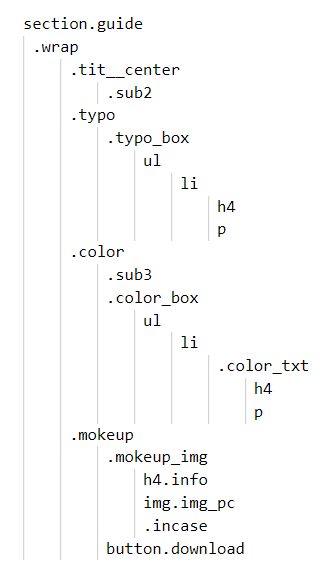 section.guide
.wrap
.tit__center
.sub2
.typo
.typo_box
ul
li
h4
p
.color
.sub3
.color_box
ul
li
.color_txt
h4
p
.mokeup
.mokeup_img
h4.info
img.img_pc
.incase
button.download